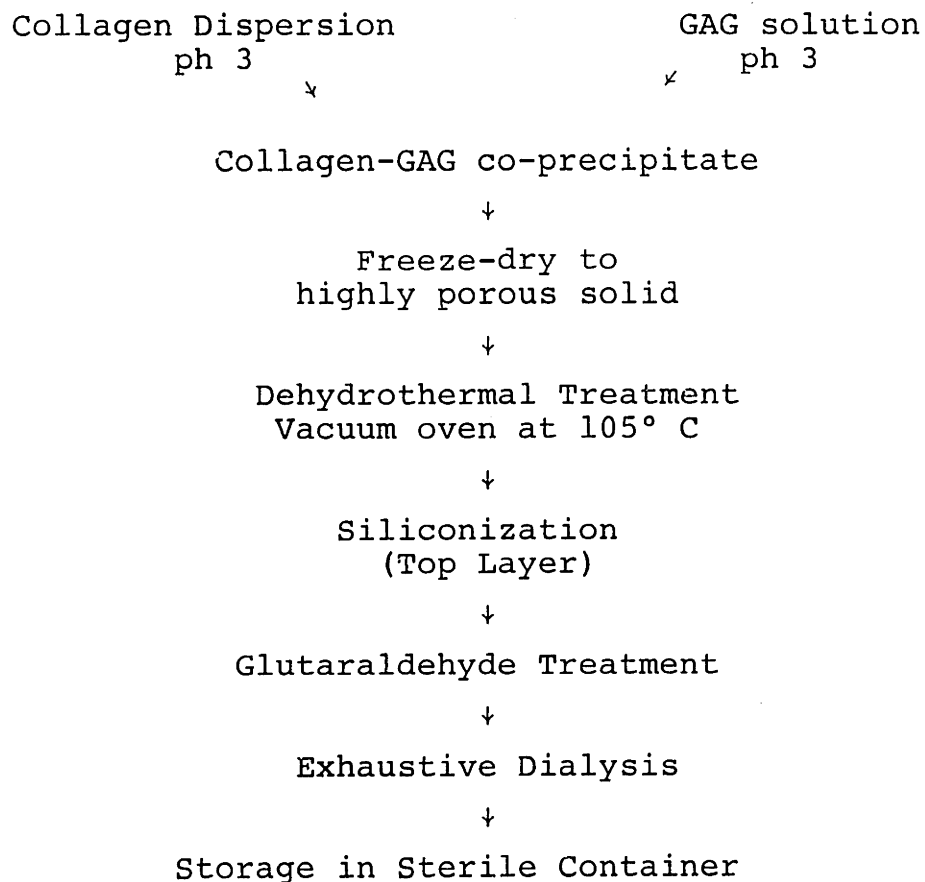 Collagen Dispersion
ph 3
GAG solution
ph 3
Collagen-GAG co-precipitate
Freeze-dry to
highly porous solid
Dehydrothermal Treatment
Vacuum oven at 105° C
Siliconization
(Top Layer)
Glutaraldehyde Treatment
Exhaustive Dialysis
Storage in Sterile Container